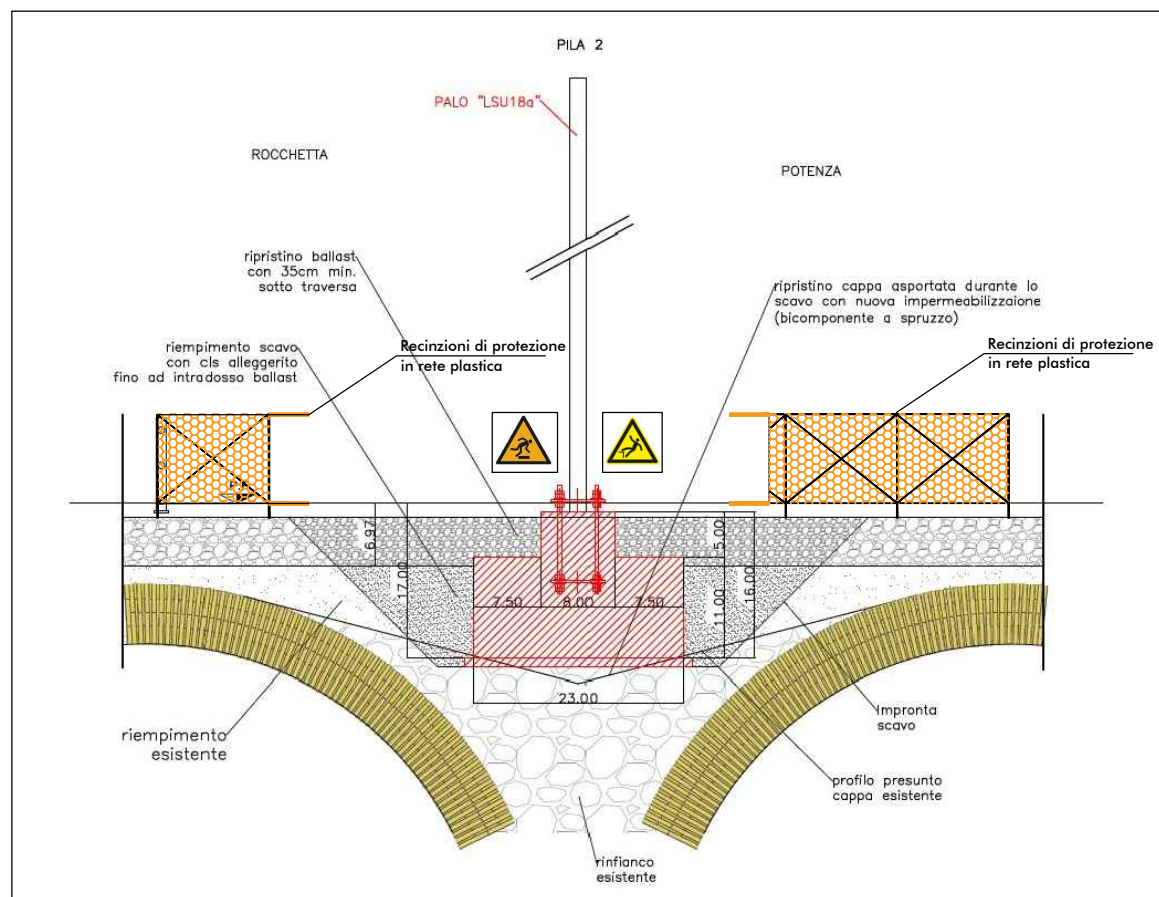 PILA 2
PALO "LSU18a"
ROCCHETTA
POTENZA
ripristino ballast
con 35cm min.
sotto traversa
ripristino cappa asportata durante lo
scavo con nuova impermeabilizzaione
(bicomponente a spruzzo)
riempimento scavo
con cls alleggerito
fino ad intradosso ballast
Recinzioni di protezione
in rete plastica
Recinzioni di protezione
in rete plastica
6.97
17.00
5.00
11.00
16.00
7.50
8.00
7.50
23.00
riempimento
esistente
Impronta
scavo
profilo presunto
cappa esistente
rinfianco
esistente